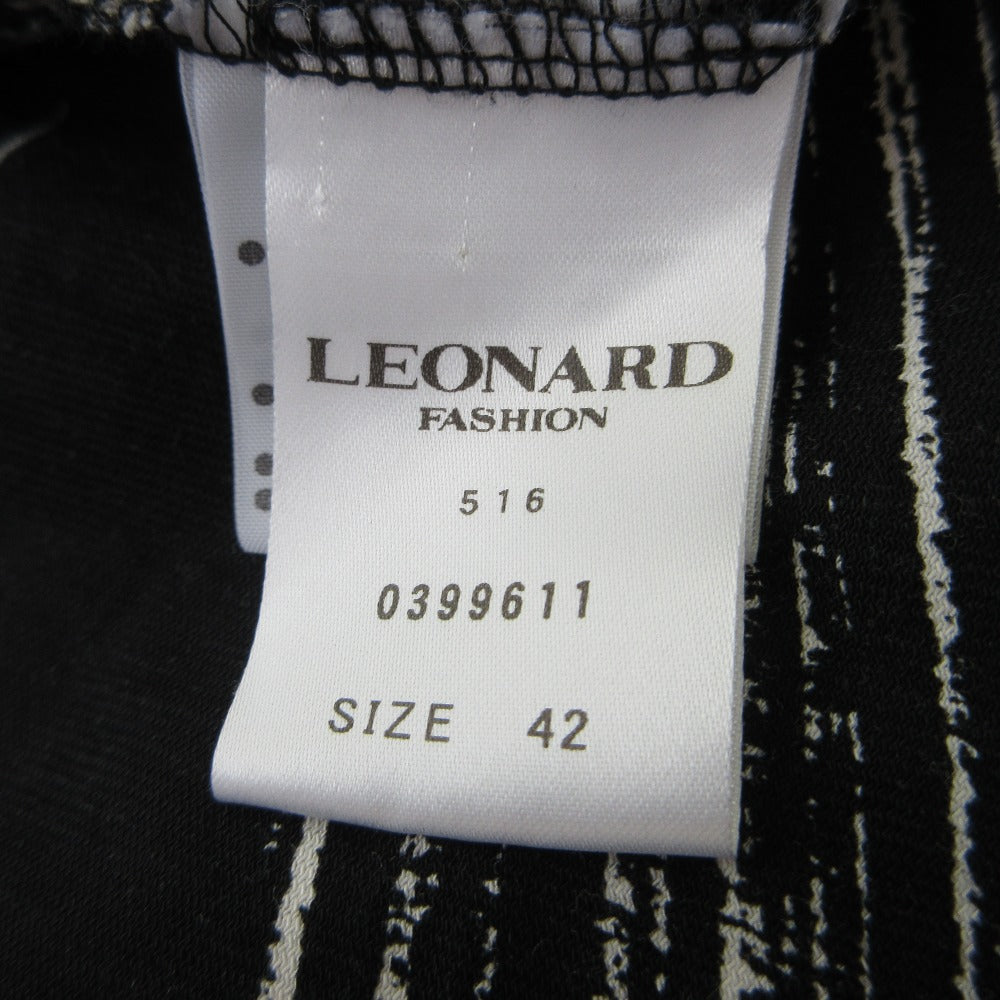 LEONARD
FASHION
516
0399611
SIZE 42